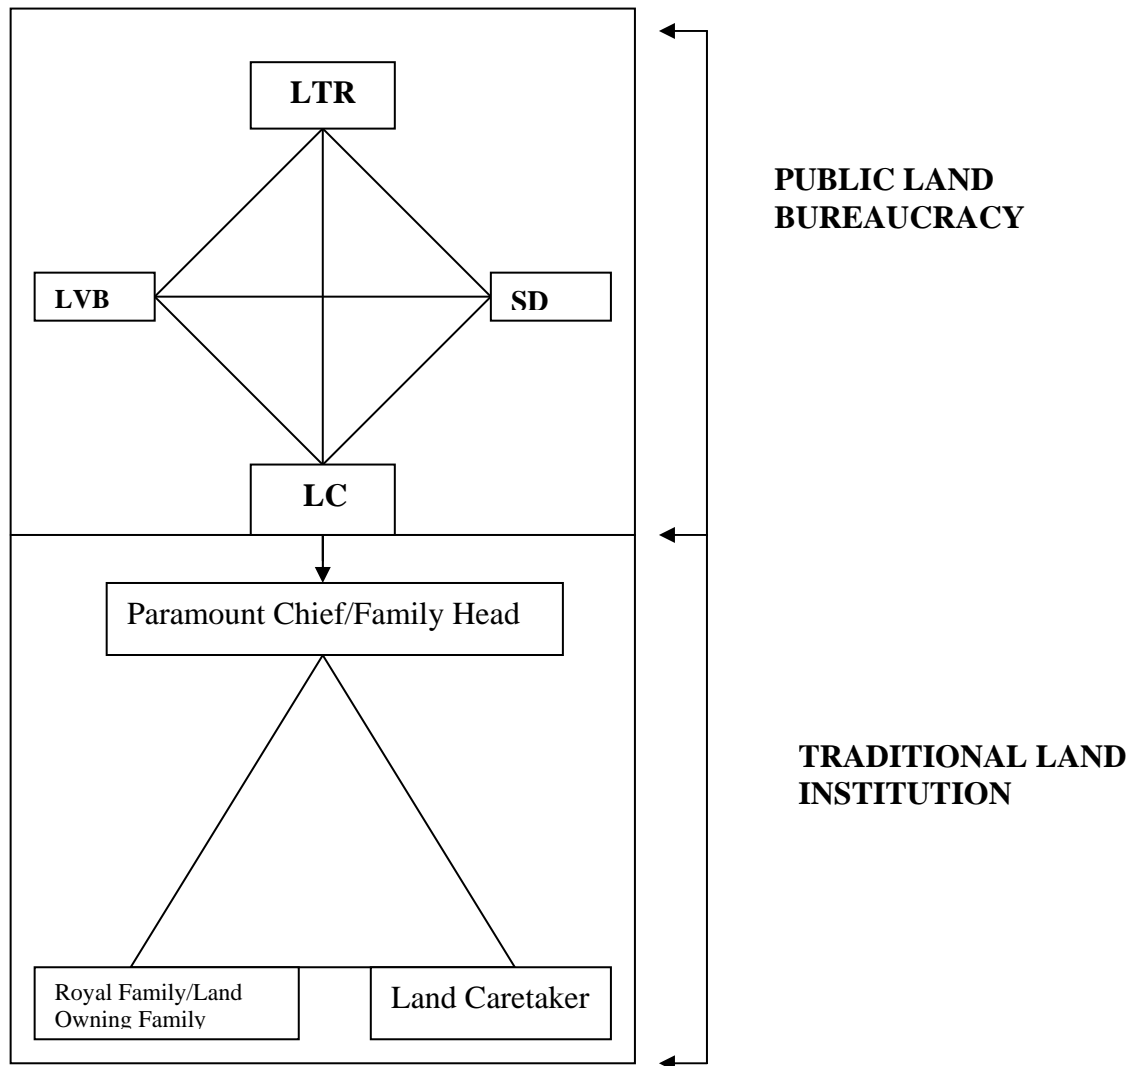 LTR
PUBLIC LAND
BUREAUCRACY
LVB
SD
LC
Paramount Chief/Family Head
TRADITIONAL LAND
INSTITUTION
Royal Family/Land
Owning Family
Land Caretaker